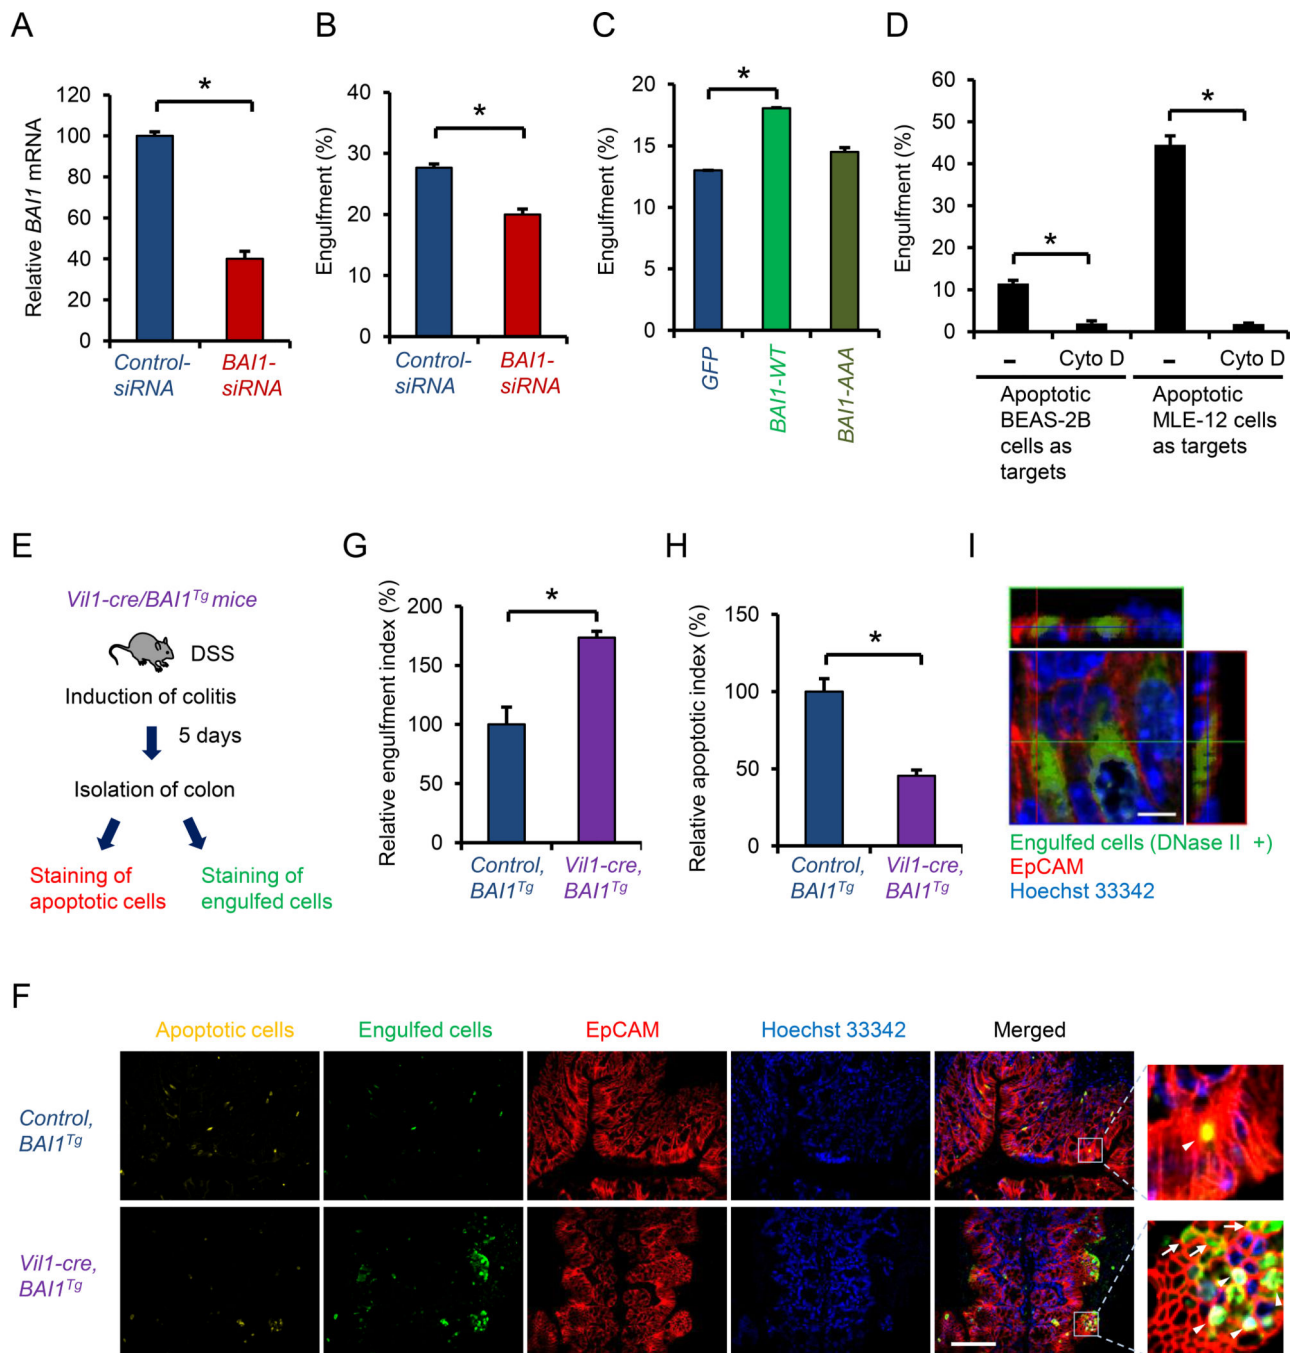 A
Relative BAI1 mRNA
120
100
80
60
40
20
0
*
Control-
siRNA
BAI1-
siRNA
B
Engulfment (%)
40
30
20
10
0
*
Control-
siRNA
BAI1-
siRNA
C
Engulfment (%)
20
15
10
5
0
*
GFP
BAI1-WT
BAI1-AAA
D
Engulfment (%)
60
50
40
30
20
10
0
*
*
– Cyto D – Cyto D
Apoptotic
BEAS-2B
cells as
targets
Apoptotic
MLE-12 cells
as targets
E
Vil1-cre/BAI1Tg mice
DSS
Induction of colitis
5 days
Isolation of colon
Staining of
apoptotic cells
Staining of
engulfed cells
G
Relative engulfment index (%)
200
150
100
50
0
*
Control,
BAI1Tg
Vil1-cre,
BAI1Tg
H
Relative apoptotic index (%)
150
100
50
0
*
Control,
BAI1Tg
Vil1-cre,
BAI1Tg
I
Engulfed cells (DNase II +)
EpCAM
Hoechst 33342
F
Apoptotic cells Engulfed cells EpCAM Hoechst 33342 Merged
Control,
BAI1Tg
Vil1-cre,
BAI1Tg